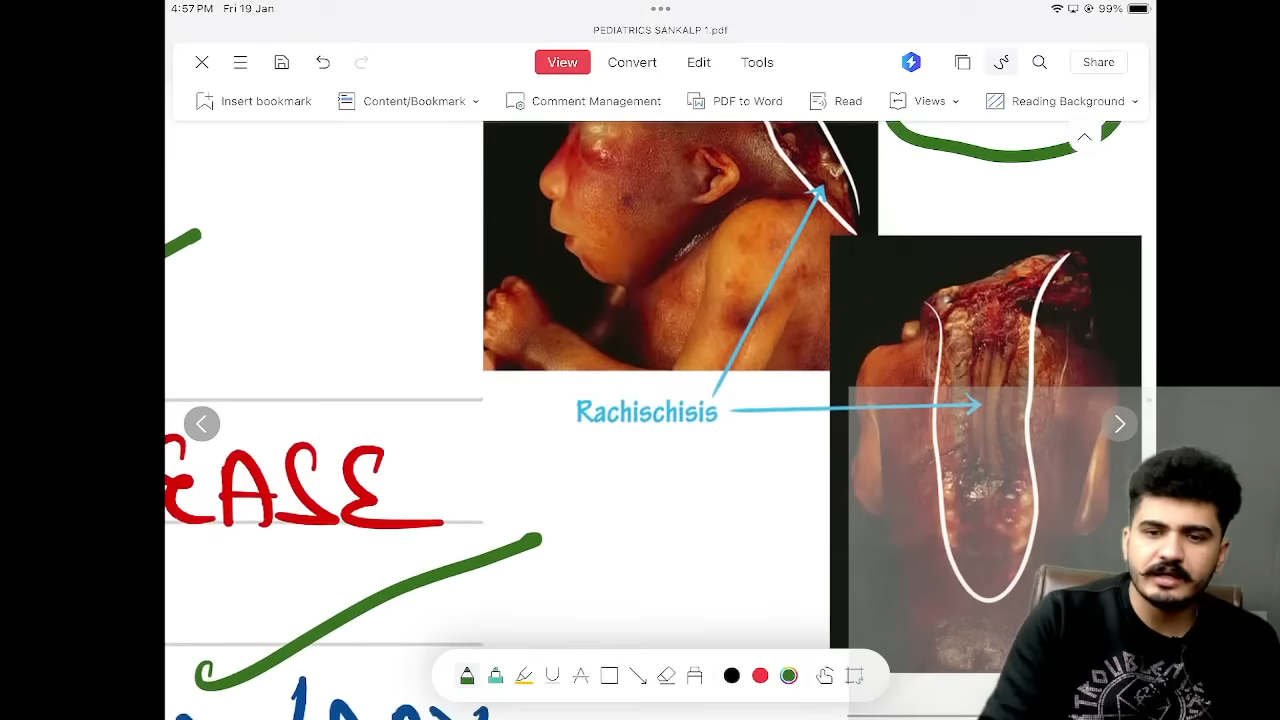 4:57 PM Fri 19 Jan
99%
PEDIATRICS SANKALP 1.pdf
View Convert Edit Tools
Share
Insert bookmark Content/Bookmark Comment Management PDF to Word Read Views Reading Background
Rachischisis
EASE